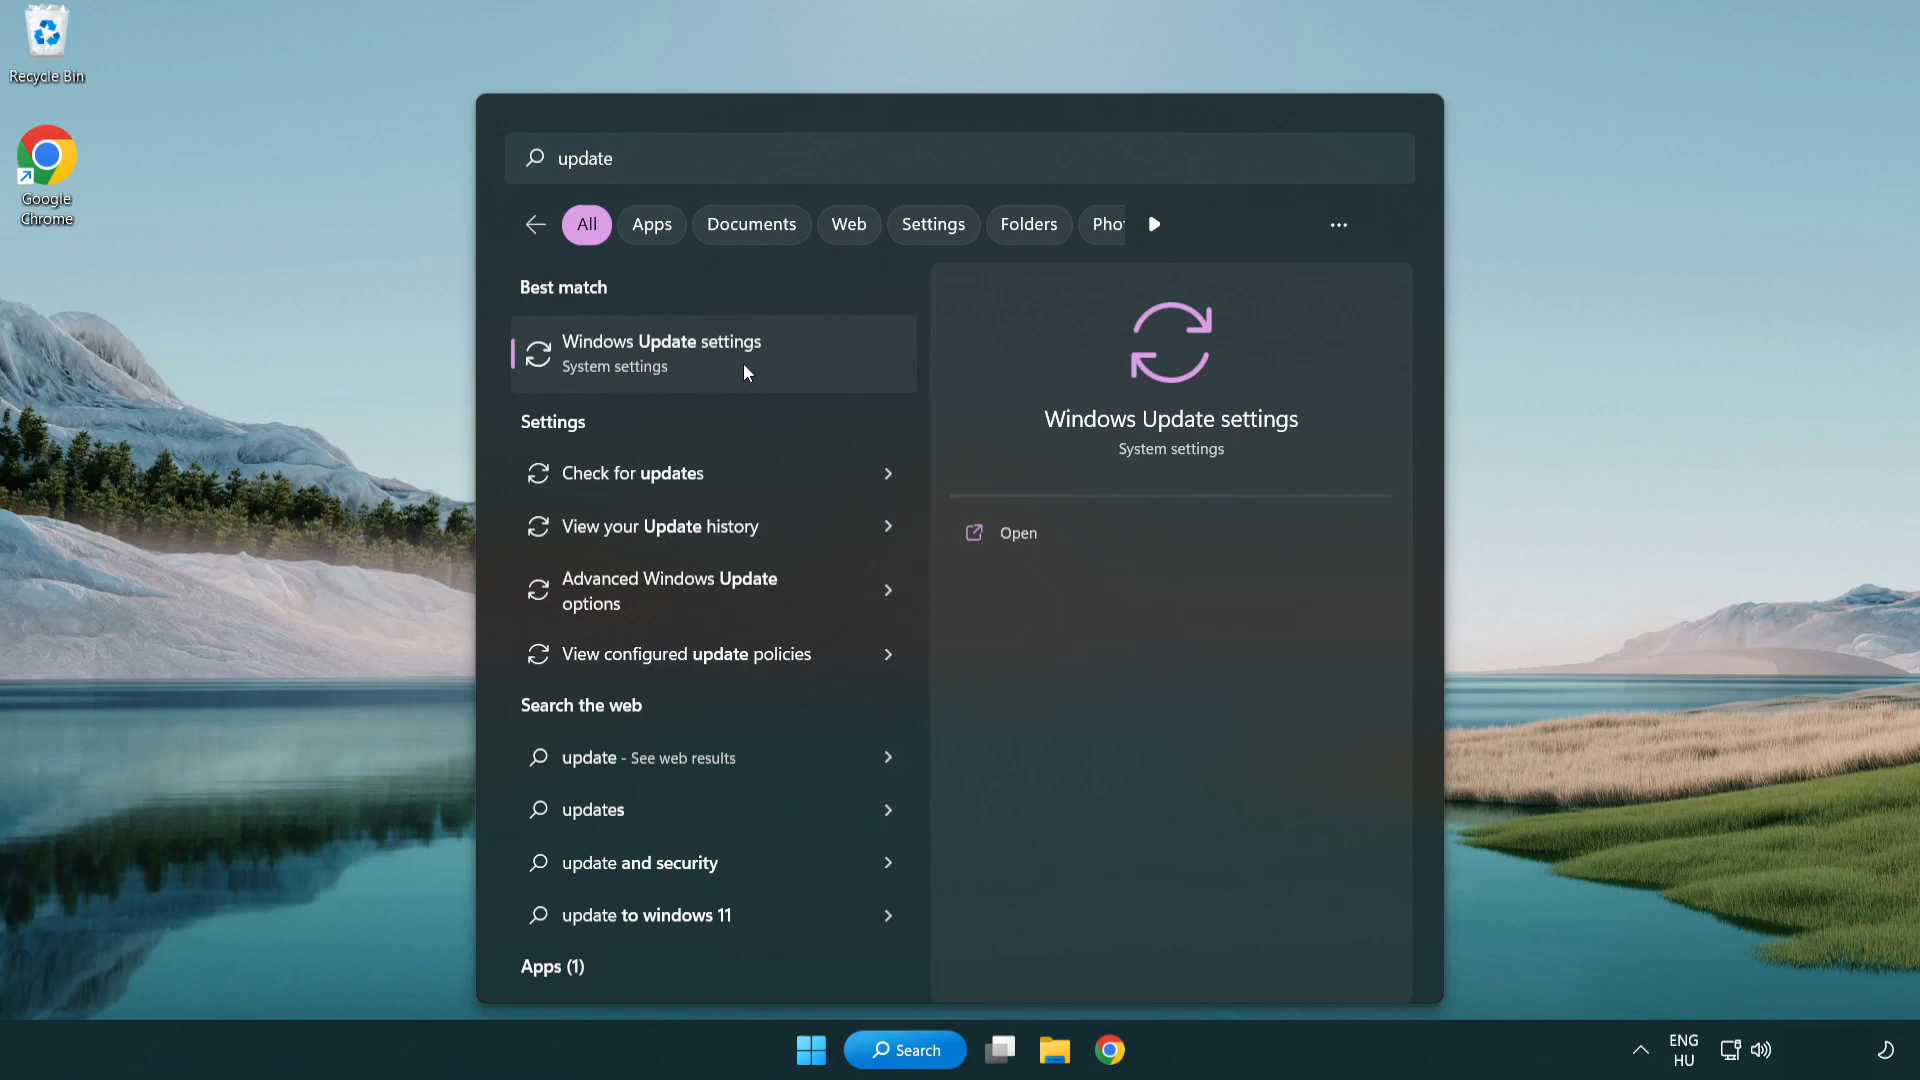 Recycle Bin
Google
Chrome
update
All
Apps
Documents
Web
Settings
Folders
Pho
Best match
Windows Update settings
System settings
Settings
Check for updates
View your Update history
Advanced Windows Update
options
View configured update policies
Search the web
update - See web results
updates
update and security
update to windows 11
Apps (1)
Windows Update settings
System settings
Open
Search
ENG
HU